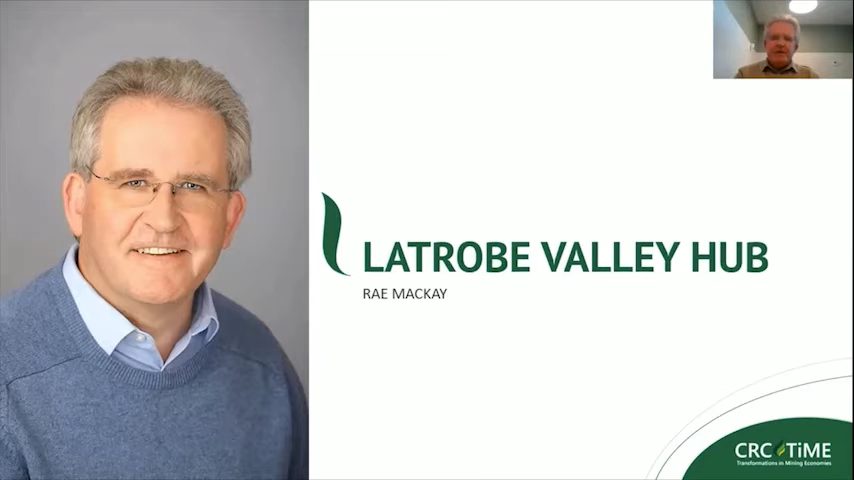 LATROBE VALLEY HUB
RAE MACKAY
CRC TiME
Transformations in Mining Economies